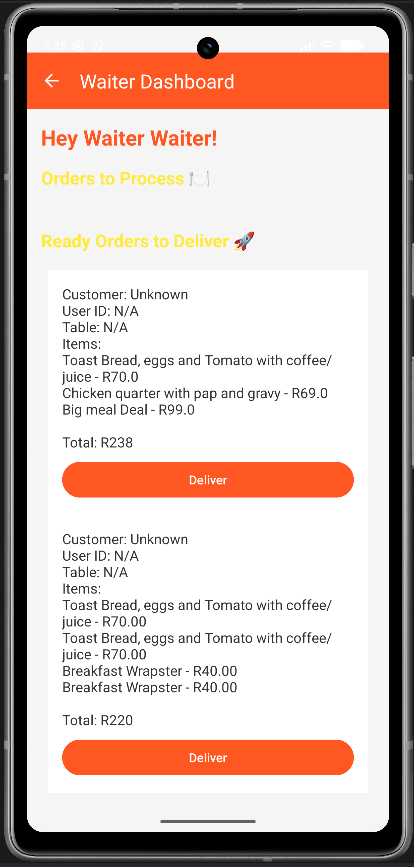 7:35
Waiter Dashboard
Hey Waiter Waiter!
Orders to Process 🍽️
Ready Orders to Deliver 🚀
Customer: Unknown
User ID: N/A
Table: N/A
Items:
Toast Bread, eggs and Tomato with coffee/
juice - R70.0
Chicken quarter with pap and gravy - R69.0
Big meal Deal - R99.0
Total: R238
Deliver
Customer: Unknown
User ID: N/A
Table: N/A
Items:
Toast Bread, eggs and Tomato with coffee/
juice - R70.00
Toast Bread, eggs and Tomato with coffee/
juice - R70.00
Breakfast Wrapster - R40.00
Breakfast Wrapster - R40.00
Total: R220
Deliver